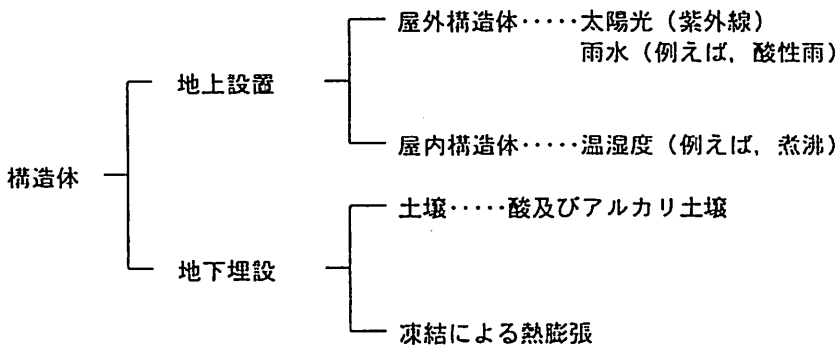 屋外構造体‥‥‥太陽光（紫外線）
雨水（例えば，酸性雨）
地上設置
屋内構造体‥‥‥温湿度（例えば，煮沸）
構造体
土壌‥‥‥酸及びアルカリ土壌
地下埋設
凍結による熱膨張